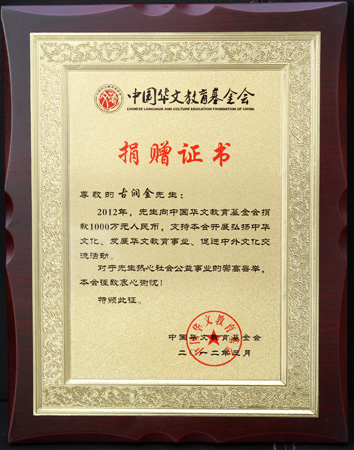 中国华文教育基金会
CHINESE LANGUAGE AND CULTURE EDUCATION FOUNDATION OF CHINA
捐赠证书
尊敬的 古润金先生：
2012年，先生向中国华文教育基金会捐
款1000万元人民币，支持本会开展弘扬中华
文化、发展华文教育事业、促进中外文化交
流活动。
对于先生热心社会公益事业的崇高善举，
本会谨致衷心谢忱！
特颁此证。
中国华文教育基金会
二〇一二年三月